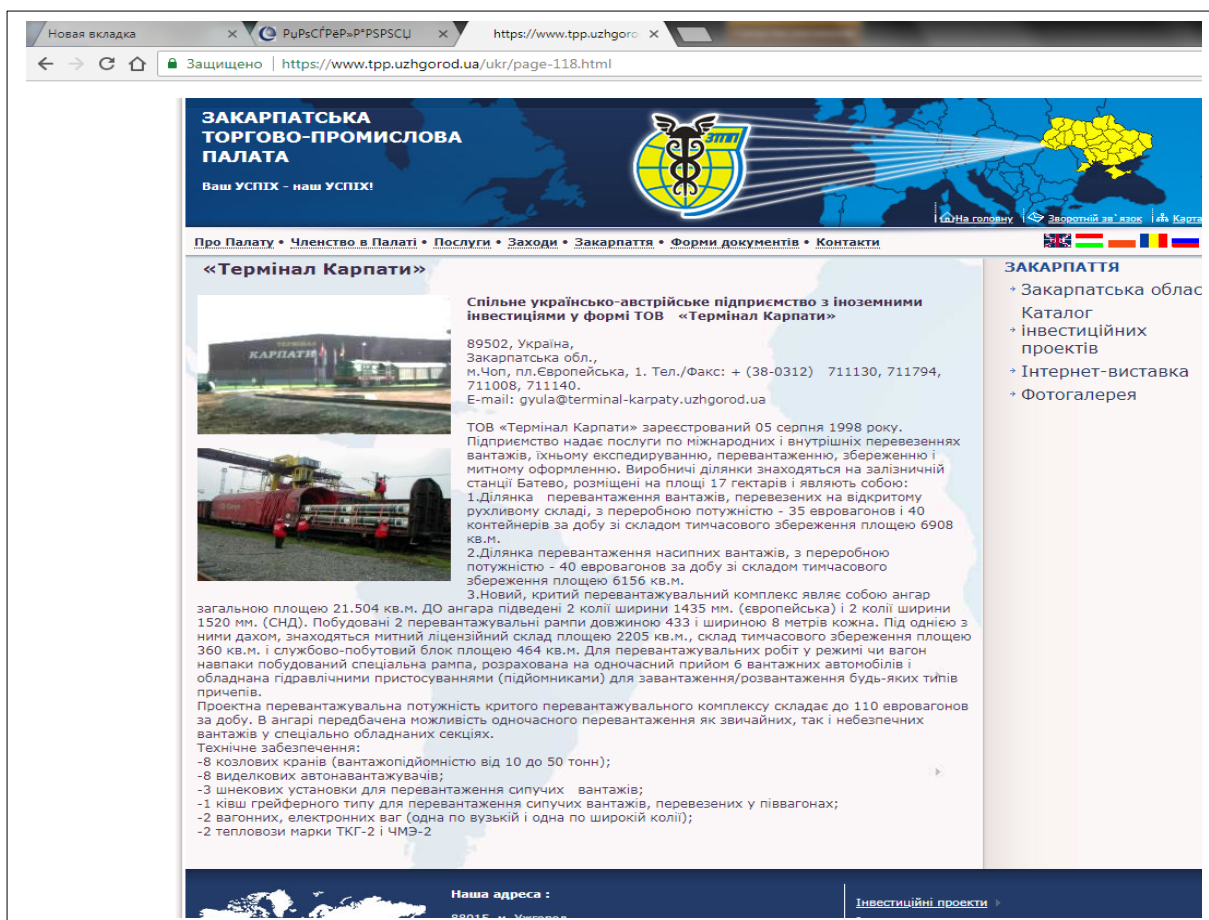 Новая вкладка
РџРѕСЃРёР»Р°РЅРЅСЏ
https://www.tpp.uzhgoro
Защищено | https://www.tpp.uzhgorod.ua/ukr/page-118.html
ЗАКАРПАТСЬКА
ТОРГОВО-ПРОМИСЛОВА
ПАЛАТА
Ваш УСПІХ - наш УСПІХ!
ЗТПП
На головну
Зворотній зв`язок
Карта
Про Палату • Членство в Палаті • Послуги • Заходи • Закарпаття • Форми документів • Контакти
«Термінал Карпати»
ТЕРМІНАЛ
КАРПАТИ
Спільне українсько-австрійське підприємство з іноземними
інвестиціями у формі ТОВ «Термінал Карпати»
89502, Україна,
Закарпатська обл.,
м.Чоп, пл.Європейська, 1. Тел./Факс: + (38-0312) 711130, 711794,
711008, 711140.
E-mail: gyula@terminal-karpaty.uzhgorod.ua
ТОВ «Термінал Карпати» зареєстрований 05 серпня 1998 року.
Підприємство надає послуги по міжнародних і внутрішніх перевезеннях
вантажів, їхньому експедируванню, перевантаженню, збереженню і
митному оформленню. Виробничі ділянки знаходяться на залізничній
станції Батево, розміщені на площі 17 гектарів і являють собою:
1.Ділянка перевантаження вантажів, перевезених на відкритому
рухливому складі, з переробною потужністю - 35 евровагонов і 40
контейнерів за добу зі складом тимчасового збереження площею 6908
кв.м.
2.Ділянка перевантаження насипних вантажів, з переробною
потужністю - 40 евровагонов за добу зі складом тимчасового
збереження площею 6156 кв.м.
3.Новий, критий перевантажувальний комплекс являє собою ангар
загальною площею 21.504 кв.м. ДО ангара підведені 2 колії ширини 1435 мм. (європейська) і 2 колії ширини
1520 мм. (СНД). Побудовані 2 перевантажувальні рампи довжиною 433 і шириною 8 метрів кожна. Під однією з
ними дахом, знаходяться митний ліцензійний склад площею 2205 кв.м., склад тимчасового збереження площею
360 кв.м. і службово-побутовий блок площею 464 кв.м. Для перевантажувальних робіт у режимі чи вагон
навпаки побудований спеціальна рампа, розрахована на одночасний прийом 6 вантажних автомобілів і
обладнана гідравлічними пристосуваннями (підйомниками) для завантаження/розвантаження будь-яких типів
причепів.
Проектна перевантажувальна потужність критого перевантажувального комплексу складає до 110 евровагонов
за добу. В ангарі передбачена можливість одночасного перевантаження як звичайних, так і небезпечних
вантажів у спеціально обладнаних секціях.
Технічне забезпечення:
-8 козлових кранів (вантажопідйомністю від 10 до 50 тонн);
-8 виделкових автонавантажувачів;
-3 шнекових установки для перевантаження сипучих вантажів;
-1 ківш грейферного типу для перевантаження сипучих вантажів, перевезених у піввагонах;
-2 вагонних, електронних ваг (одна по вузькій і одна по широкій колії);
-2 тепловози марки ТКГ-2 і ЧМЭ-2
ЗАКАРПАТТЯ
Закарпатська облас
Каталог
інвестиційних
проектів
Інтернет-виставка
Фотогалерея
Наша адреса :
88015, м. Ужгород
Інвестиційні проекти